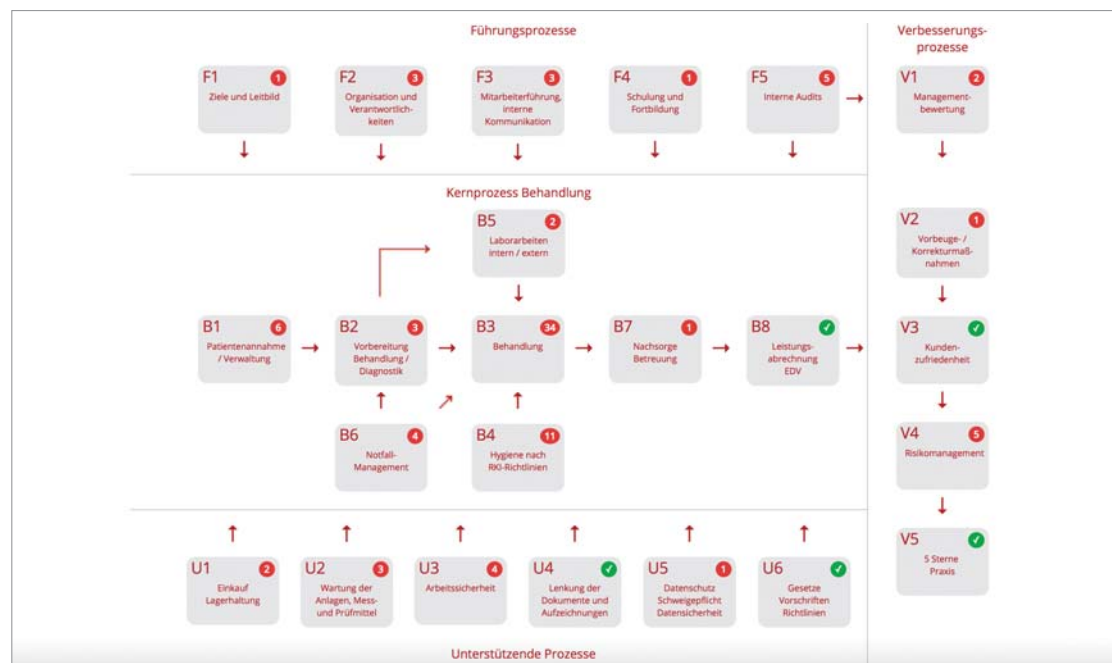 Führungsprozesse
Verbesserungs-
prozesse
F1 1
Ziele und Leitbild
F2 3
Organisation und
Verantwortlich-
keiten
F3 3
Mitarbeiterführung,
interne
Kommunikation
F4 1
Schulung und
Fortbildung
F5 5
Interne Audits
V1 2
Management-
bewertung
Kernprozess Behandlung
B5 2
Laborarbeiten
intern / extern
V2 1
Vorbeuge- /
Korrekturmaß-
nahmen
B1 6
Patientenannahme
/ Verwaltung
B2 3
Vorbereitung
Behandlung /
Diagnostik
B3 34
Behandlung
B7 1
Nachsorge
Betreuung
B8
Leistungs-
abrechnung
EDV
V3
Kunden-
zufriedenheit
B6 4
Notfall-
Management
B4 11
Hygiene nach
RKI-Richtlinien
V4 5
Risikomanagement
U1 2
Einkauf
Lagerhaltung
U2 3
Wartung der
Anlagen, Mess-
und Prüfmittel
U3 4
Arbeitssicherheit
U4
Lenkung der
Dokumente und
Aufzeichnungen
U5 1
Datenschutz
Schweigepflicht
Datensicherheit
U6
Gesetze
Vorschriften
Richtlinien
V5
5 Sterne
Praxis
Unterstützende Prozesse